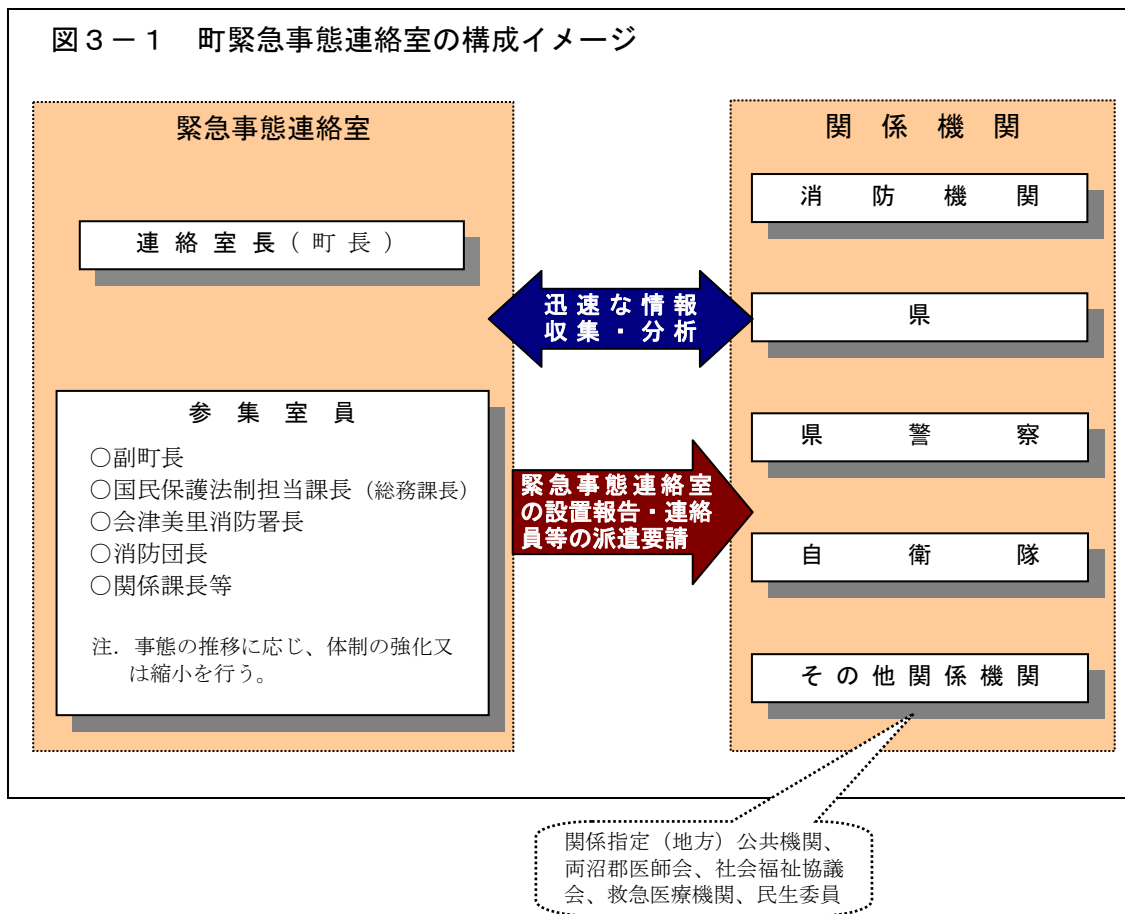 図３－１　町緊急事態連絡室の構成イメージ
緊急事態連絡室
連絡室長（町長）
参集室員
○副町長
○国民保護法制担当課長（総務課長）
○会津美里消防署長
○消防団長
○関係課長等
注．事態の推移に応じ、体制の強化又
は縮小を行う。
迅速な情報
収集・分析
緊急事態連絡室
の設置報告・連絡
員等の派遣要請
関係機関
消防機関
県
県警察
自衛隊
その他関係機関
関係指定（地方）公共機関、
両沼郡医師会、社会福祉協議
会、救急医療機関、民生委員